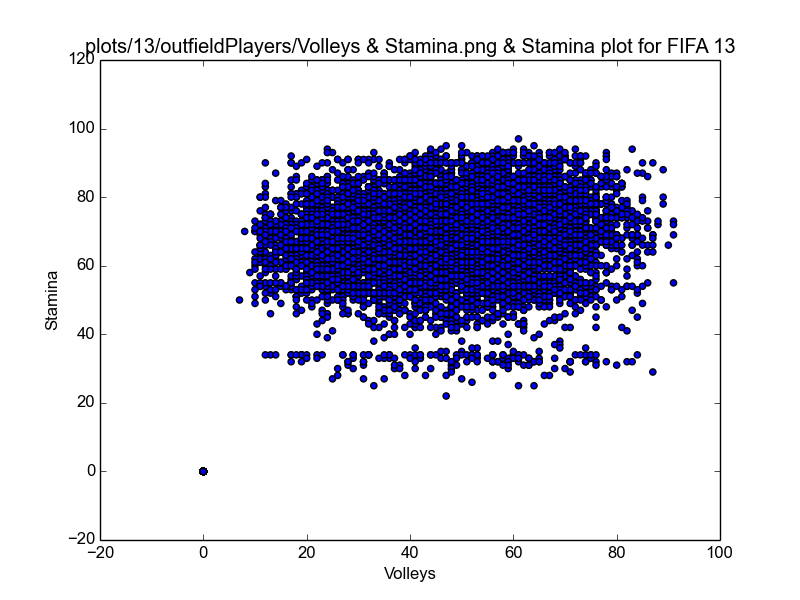 plots/13/outfieldPlayers/Volleys & Stamina.png & Stamina plot for FIFA 13
120
100
80
60
40
20
0
−20
Stamina
−20 0 20 40 60 80 100
Volleys